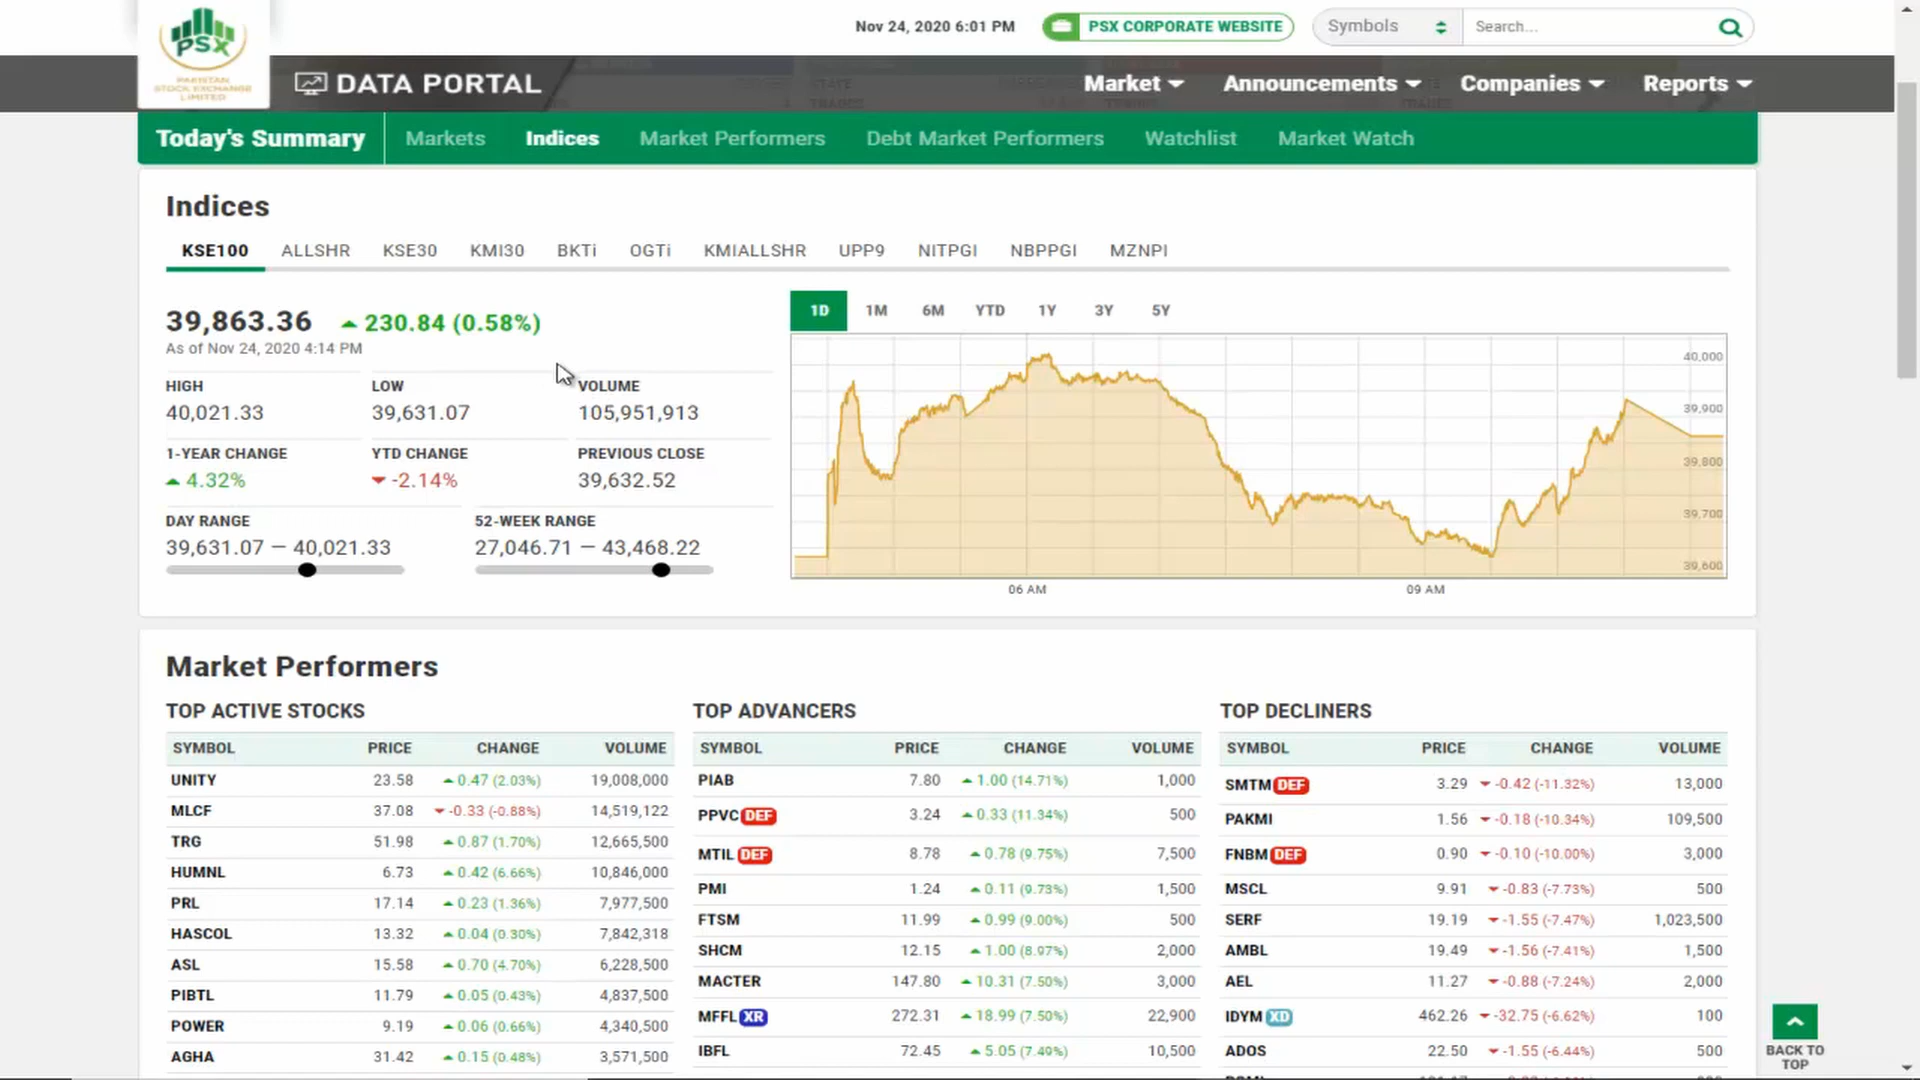 PSX
PAKISTAN
STOCK EXCHANGE
LIMITED
Nov 24, 2020 6:01 PM
PSX CORPORATE WEBSITE
Symbols
Search...
DATA PORTAL
Market
Announcements
Companies
Reports
Today's Summary
Markets
Indices
Market Performers
Debt Market Performers
Watchlist
Market Watch
Indices
KSE100 ALLSHR KSE30 KMI30 BKTi OGTi KMIALLSHR UPP9 NITPGI NBPPGI MZNPI
39,863.36 230.84 (0.58%)
As of Nov 24, 2020 4:14 PM
HIGH LOW VOLUME
40,021.33 39,631.07 105,951,913
1-YEAR CHANGE YTD CHANGE PREVIOUS CLOSE
4.32% -2.14% 39,632.52
DAY RANGE 52-WEEK RANGE
39,631.07 — 40,021.33 27,046.71 — 43,468.22
1D 1M 6M YTD 1Y 3Y 5Y
40,000
39,900
39,800
39,700
39,600
06 AM 09 AM
Market Performers
TOP ACTIVE STOCKS
SYMBOL PRICE CHANGE VOLUME
UNITY 23.58 0.47 (2.03%) 19,008,000
MLCF 37.08 -0.33 (-0.88%) 14,519,122
TRG 51.98 0.87 (1.70%) 12,665,500
HUMNL 6.73 0.42 (6.66%) 10,846,000
PRL 17.14 0.23 (1.36%) 7,977,500
HASCOL 13.32 0.04 (0.30%) 7,842,318
ASL 15.58 0.70 (4.70%) 6,228,500
PIBTL 11.79 0.05 (0.43%) 4,837,500
POWER 9.19 0.06 (0.66%) 4,340,500
AGHA 31.42 0.15 (0.48%) 3,571,500
TOP ADVANCERS
SYMBOL PRICE CHANGE VOLUME
PIAB 7.80 1.00 (14.71%) 1,000
PPVC DEF 3.24 0.33 (11.34%) 500
MTIL DEF 8.78 0.78 (9.75%) 7,500
PMI 1.24 0.11 (9.73%) 1,500
FTSM 11.99 0.99 (9.00%) 500
SHCM 12.15 1.00 (8.97%) 2,000
MACTER 147.80 10.31 (7.50%) 3,000
MFFL XR 272.31 18.99 (7.50%) 22,900
IBFL 72.45 5.05 (7.49%) 10,500
TOP DECLINERS
SYMBOL PRICE CHANGE VOLUME
SMTM DEF 3.29 -0.42 (-11.32%) 13,000
PAKMI 1.56 -0.18 (-10.34%) 109,500
FNBM DEF 0.90 -0.10 (-10.00%) 3,000
MSCL 9.91 -0.83 (-7.73%) 500
SERF 19.19 -1.55 (-7.47%) 1,023,500
AMBL 19.49 -1.56 (-7.41%) 1,500
AEL 11.27 -0.88 (-7.24%) 2,000
IDYM XD 462.26 -32.75 (-6.62%) 100
ADOS 22.50 -1.55 (-6.44%) 500
BACK TO
TOP